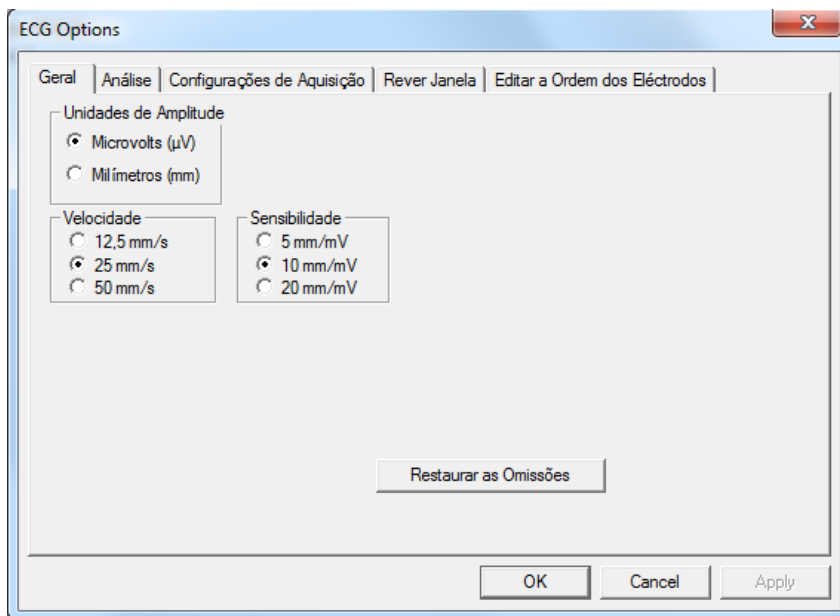 ECG Options
Geral Análise Configurações de Aquisição Rever Janela Editar a Ordem dos Eléctrodos
Unidades de Amplitude
Microvolts (µV)
Milímetros (mm)
Velocidade
12,5 mm/s
25 mm/s
50 mm/s
Sensibilidade
5 mm/mV
10 mm/mV
20 mm/mV
Restaurar as Omissões
OK Cancel Apply